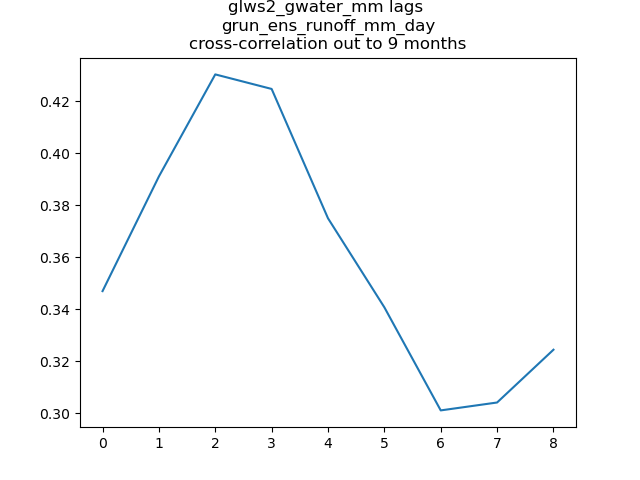 glws2_gwater_mm lags
grun_ens_runoff_mm_day
cross-correlation out to 9 months
0.42
0.40
0.38
0.36
0.34
0.32
0.30
0 1 2 3 4 5 6 7 8